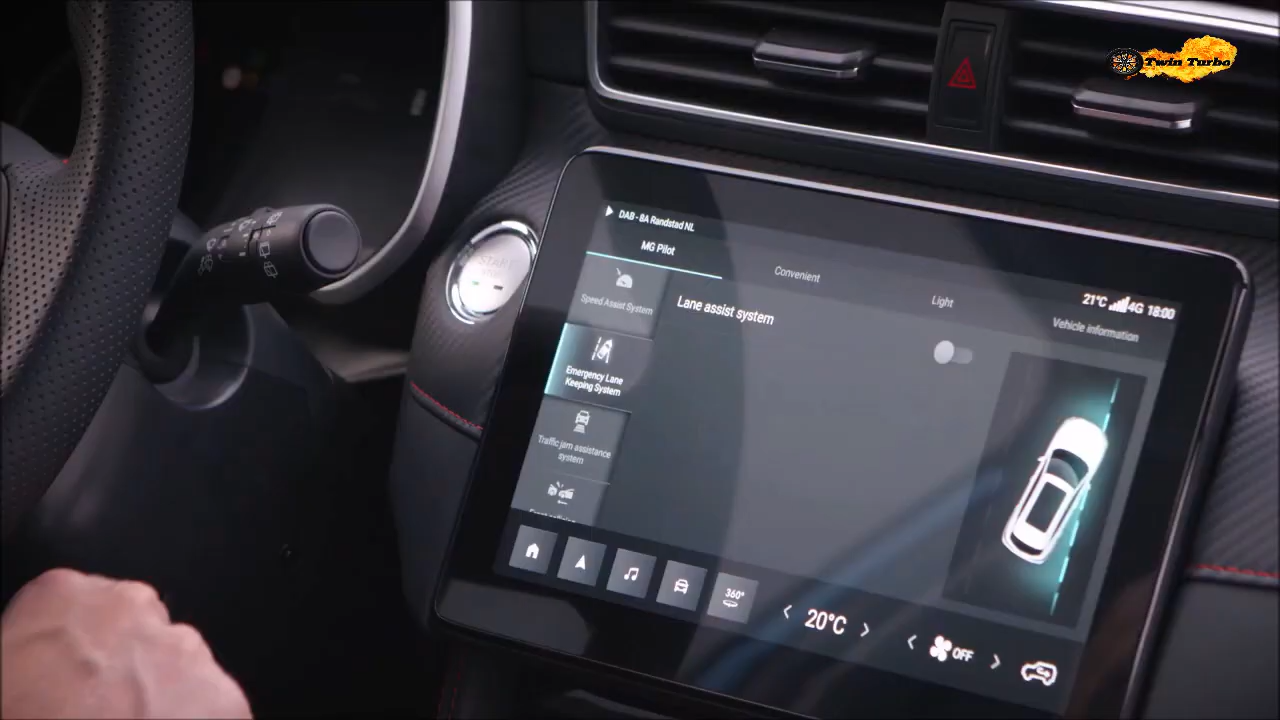 Twin Turbo
START
DAB - 8A Randstad NL
MG Pilot
Convenient
Light
21°C 4G 18:00
Vehicle information
Speed Assist System
Lane assist system
Emergency Lane
Keeping System
Traffic jam assistance
system
360°
20°C
OFF